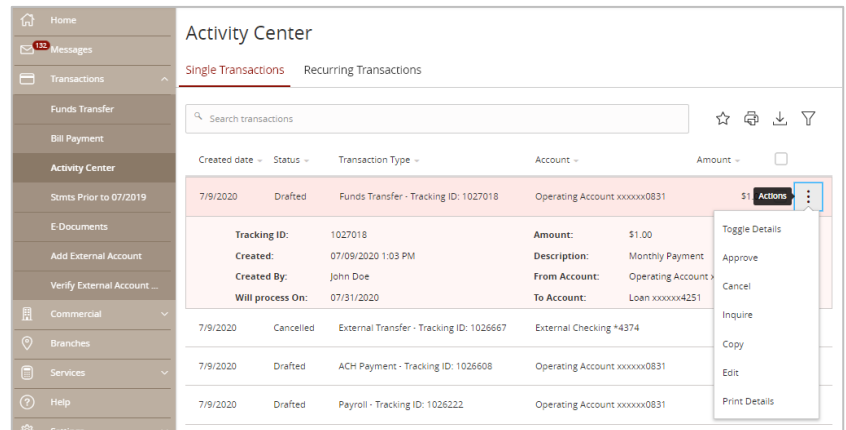 Home
132
Messages
Transactions
Funds Transfer
Bill Payment
Activity Center
Stmts Prior to 07/2019
E-Documents
Add External Account
Verify External Account ...
Commercial
Branches
Services
Help
Activity Center
Single Transactions Recurring Transactions
Search transactions
Created date Status Transaction Type Account Amount
7/9/2020 Drafted Funds Transfer - Tracking ID: 1027018 Operating Account xxxxxx0831 $1. Actions
Tracking ID: 1027018 Amount: $1.00
Created: 07/09/2020 1:03 PM Description: Monthly Payment
Created By: John Doe From Account: Operating Account x
Will process On: 07/31/2020 To Account: Loan xxxxxx4251
7/9/2020 Cancelled External Transfer - Tracking ID: 1026667 External Checking *4374
7/9/2020 Drafted ACH Payment - Tracking ID: 1026608 Operating Account xxxxxx0831
7/9/2020 Drafted Payroll - Tracking ID: 1026222 Operating Account xxxxxx0831
Toggle Details
Approve
Cancel
Inquire
Copy
Edit
Print Details